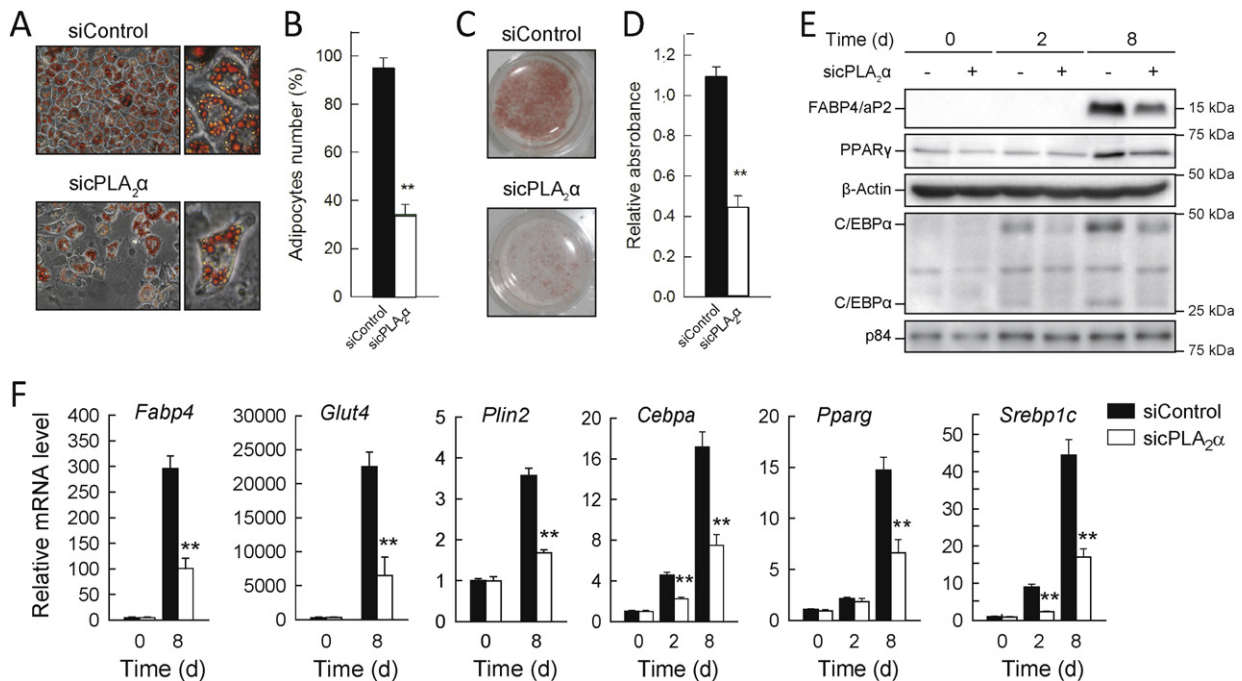 A
siControl
sicPLA₂α
B
Adipocytes number (%)
100
80
60
40
20
0
**
siControl
sicPLA₂α
C
siControl
sicPLA₂α
D
Relative absrobance
1.2
1.0
0.8
0.6
0.4
0.2
0.0
**
siControl
sicPLA₂α
E
Time (d) 0 2 8
sicPLA₂α - + - + - +
FABP4/aP2 15 kDa
75 kDa
PPARγ
50 kDa
β-Actin
50 kDa
C/EBPα
C/EBPα
25 kDa
p84
75 kDa
F
Relative mRNA level
Fabp4
400
350
300
250
200
150
100
50
0
**
0 8
Time (d)
Glut4
30000
25000
20000
15000
10000
5000
0
**
0 8
Time (d)
Plin2
5
4
3
2
1
0
**
0 8
Time (d)
Cebpa
20
16
12
8
4
0
**
**
0 2 8
Time (d)
Pparg
20
15
10
5
0
**
0 2 8
Time (d)
Srebp1c
50
40
30
20
10
0
**
**
0 2 8
Time (d)
siControl
sicPLA₂α